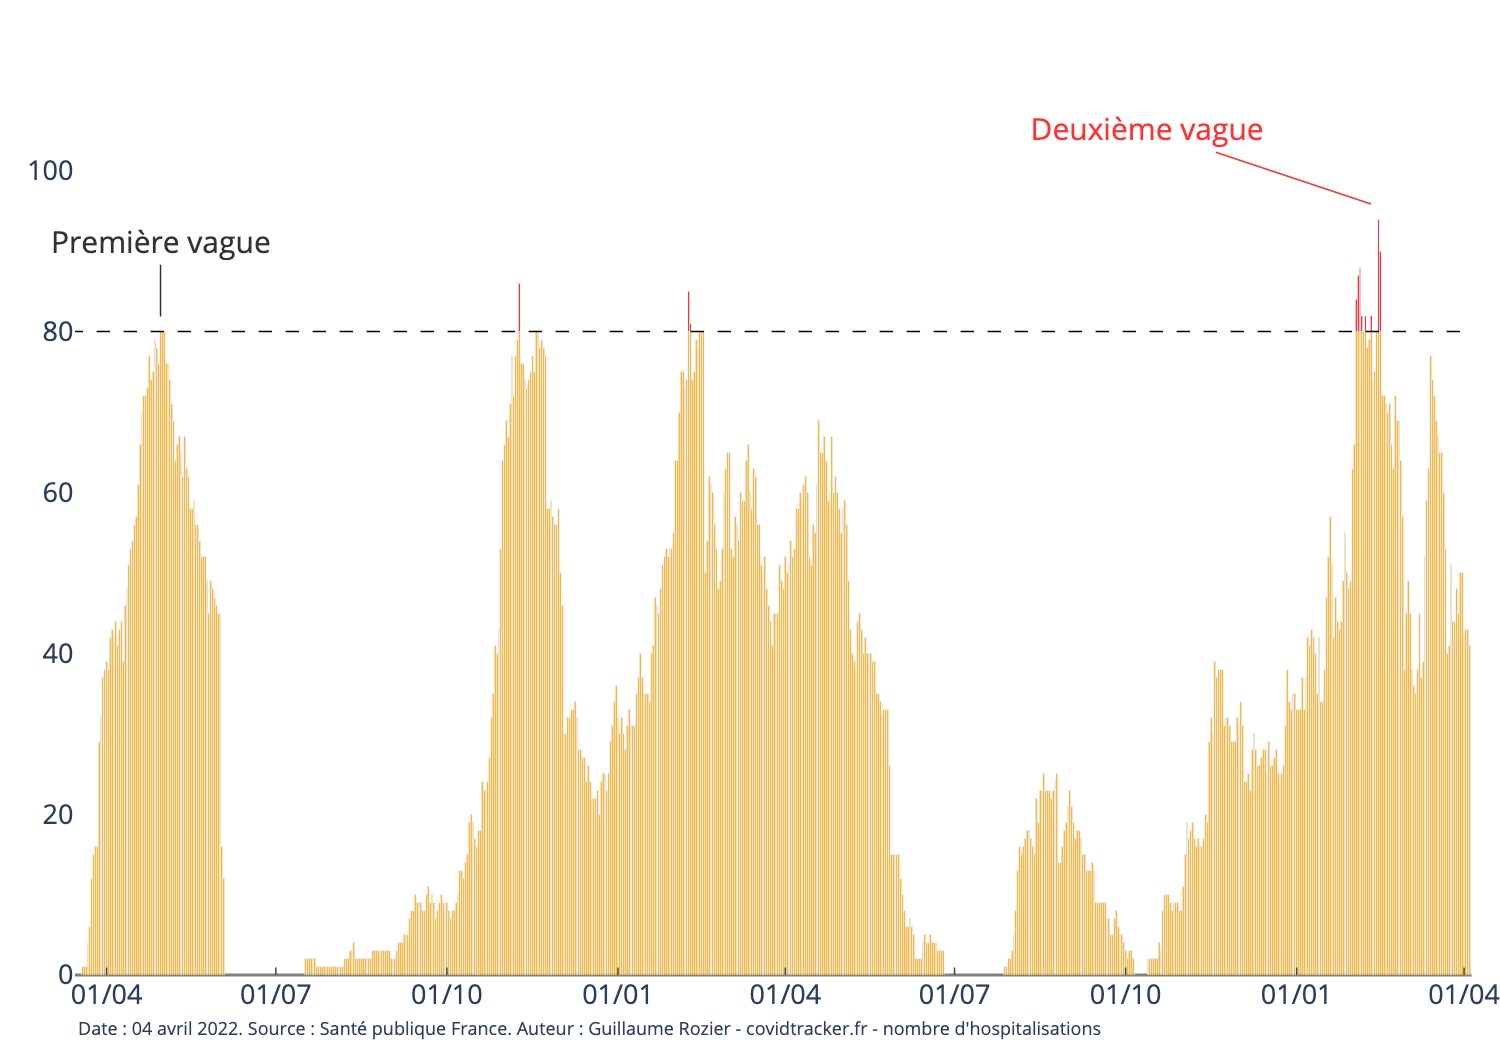 Deuxième vague
100
Première vague
80
60
40
20
0
01/04 01/07 01/10 01/01 01/04 01/07 01/10 01/01 01/04
Date : 04 avril 2022. Source : Santé publique France. Auteur : Guillaume Rozier - covidtracker.fr - nombre d'hospitalisations